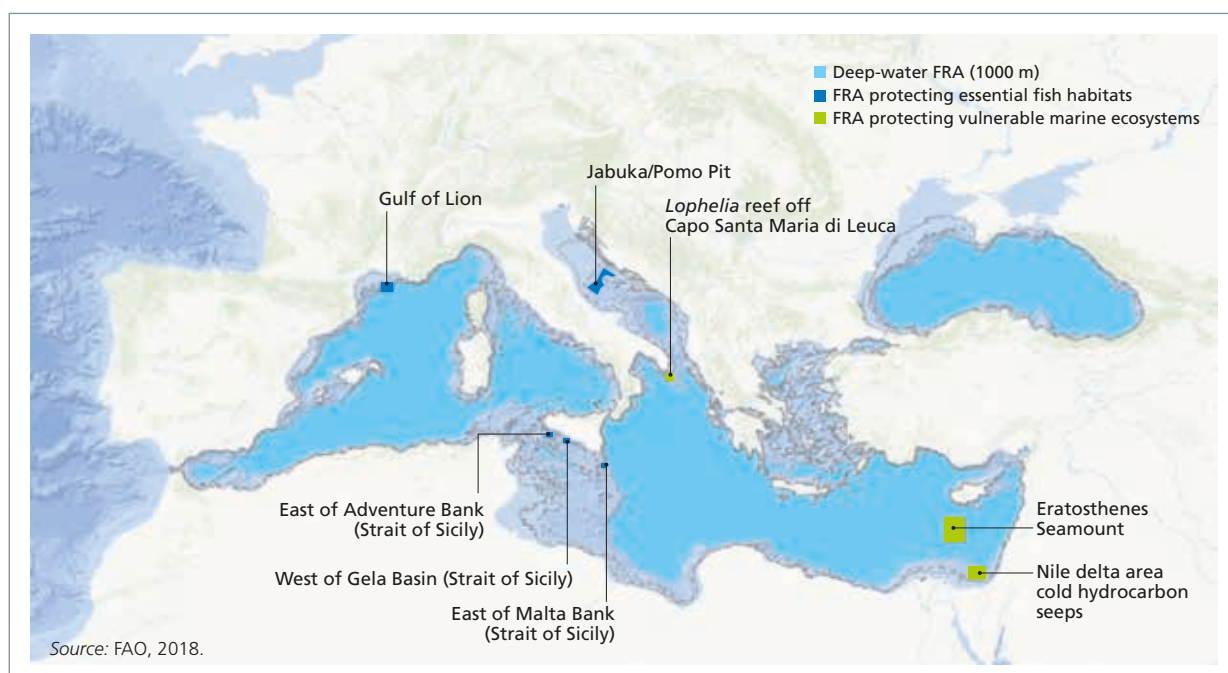 Deep-water FRA (1000 m)
FRA protecting essential fish habitats
FRA protecting vulnerable marine ecosystems
Jabuka/Pomo Pit
Gulf of Lion
Lophelia reef off
Capo Santa Maria di Leuca
East of Adventure Bank
(Strait of Sicily)
West of Gela Basin (Strait of Sicily)
East of Malta Bank
(Strait of Sicily)
Eratosthenes
Seamount
Nile delta area
cold hydrocarbon
seeps
Source: FAO, 2018.